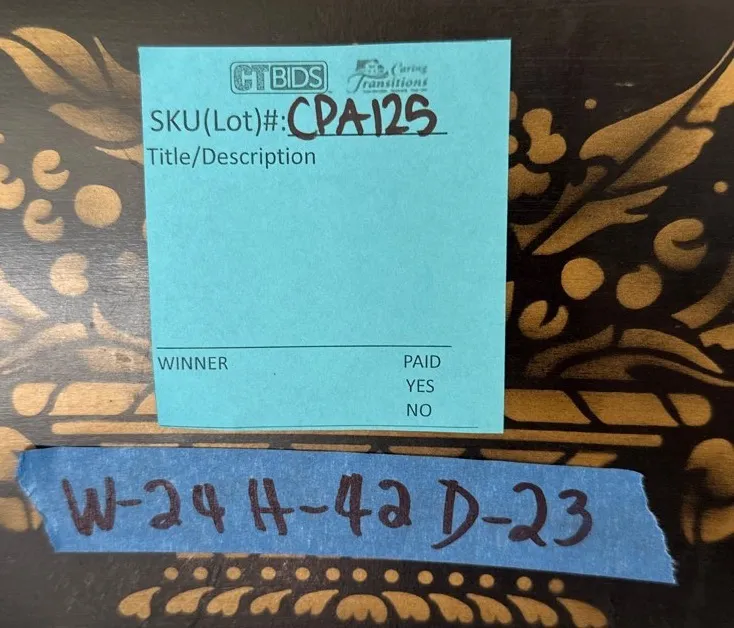 CTBIDS Caring Transitions
SKU(Lot)#: CPA125
Title/Description
WINNER PAID
YES
NO
W-24 H-42 D-23